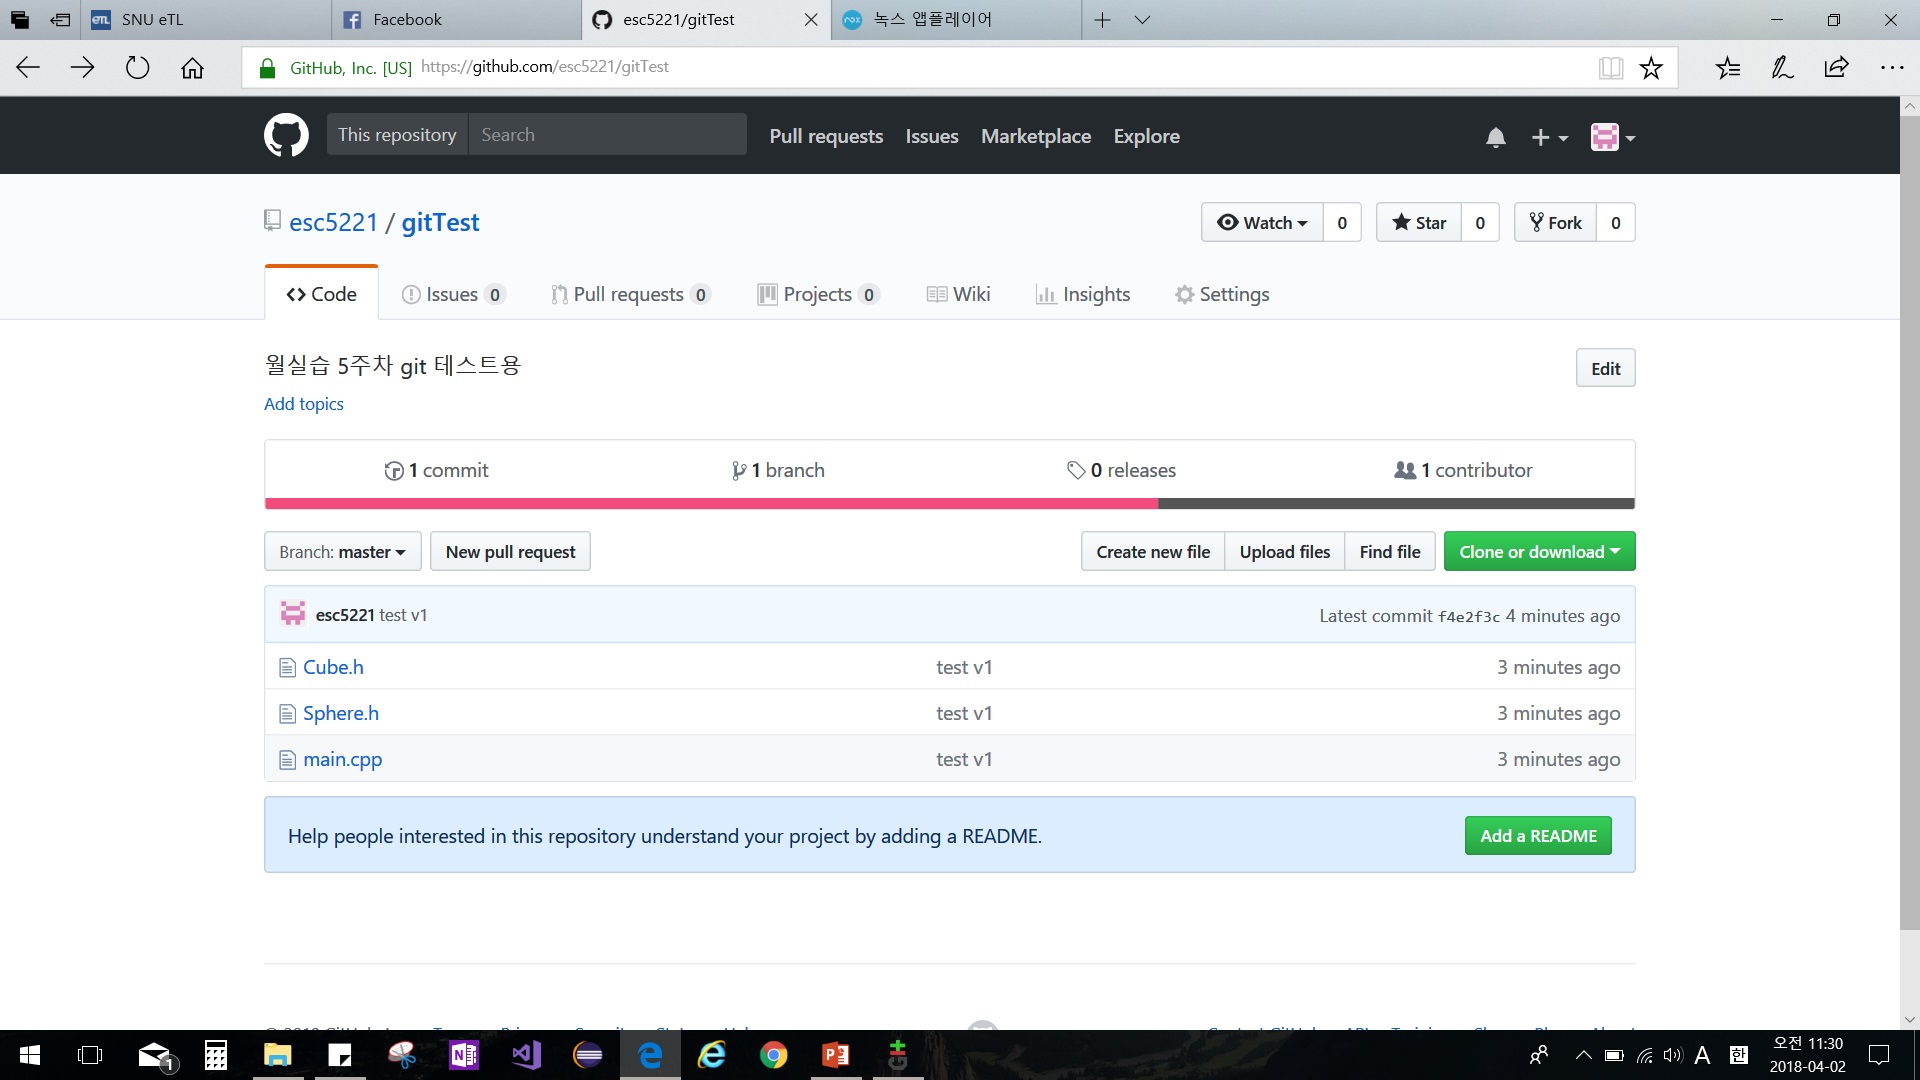 SNU eTL
Facebook
esc5221/gitTest
녹스 앱플레이어
GitHub, Inc. [US] https://github.com/esc5221/gitTest
This repository Search Pull requests Issues Marketplace Explore
esc5221 / gitTest
Watch 0 Star 0 Fork 0
Code Issues 0 Pull requests 0 Projects 0 Wiki Insights Settings
월실습 5주차 git 테스트용
Edit
Add topics
1 commit 1 branch 0 releases 1 contributor
Branch: master New pull request Create new file Upload files Find file Clone or download
esc5221 test v1 Latest commit f4e2f3c 4 minutes ago
Cube.h test v1 3 minutes ago
Sphere.h test v1 3 minutes ago
main.cpp test v1 3 minutes ago
Help people interested in this repository understand your project by adding a README. Add a README
1
A 한
오전 11:30
2018-04-02